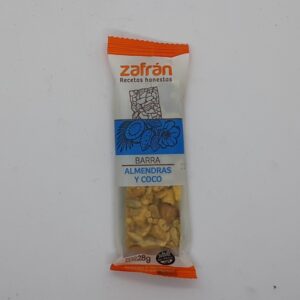 zafrán
Recetas honestas
BARRA
ALMENDRAS
Y COCO
28g